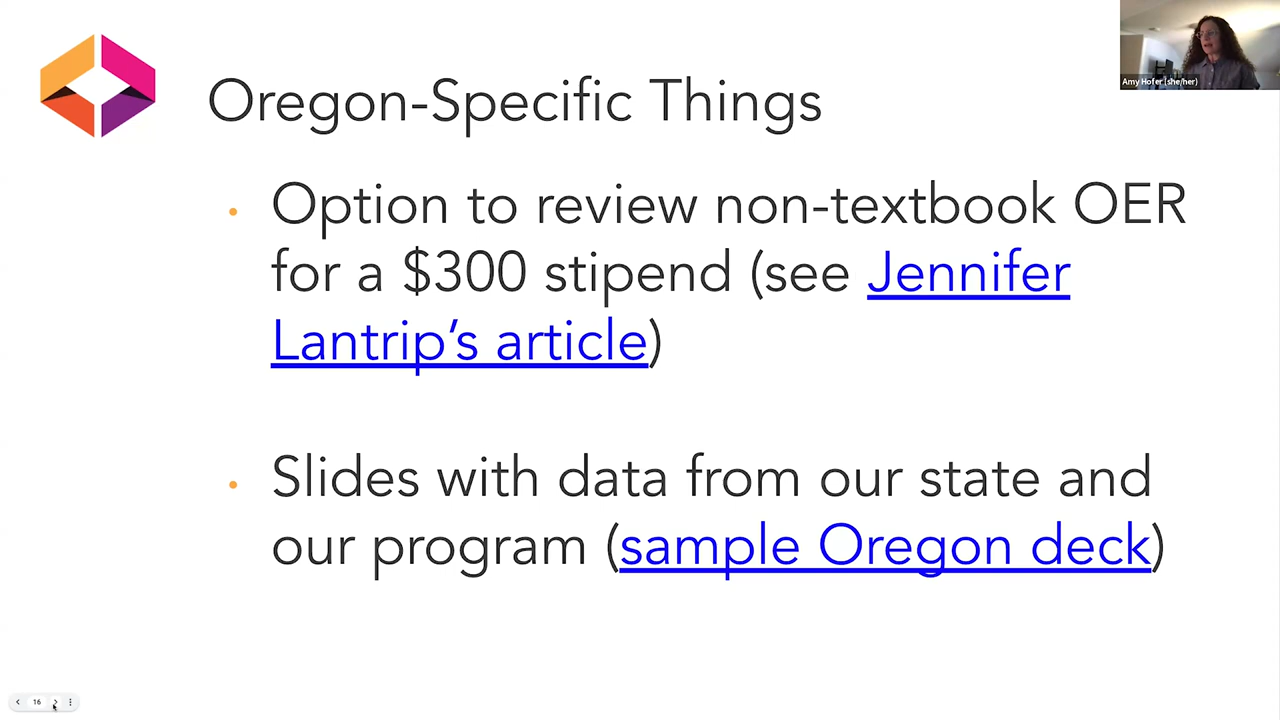 Amy Hofer (she/her)
Oregon-Specific Things
• Option to review non-textbook OER
for a $300 stipend (see Jennifer
Lantrip’s article)
• Slides with data from our state and
our program (sample Oregon deck)
16